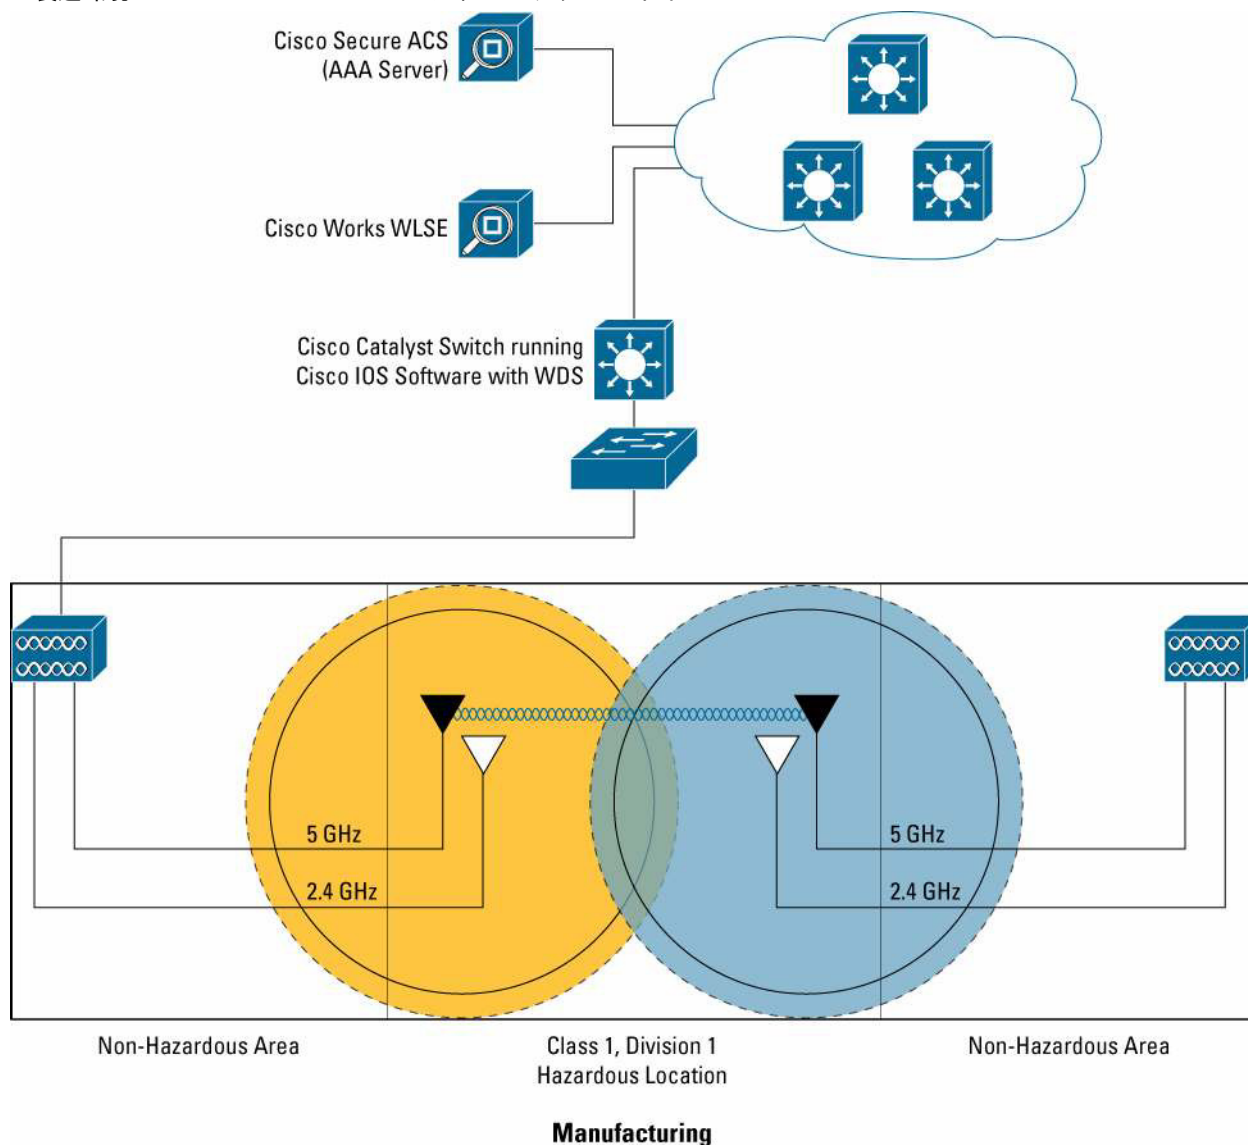 Cisco Secure ACS
(AAA Server)
Cisco Works WLSE
Cisco Catalyst Switch running
Cisco IOS Software with WDS
5 GHz
5 GHz
2.4 GHz
2.4 GHz
Non-Hazardous Area
Class 1, Division 1
Hazardous Location
Non-Hazardous Area
Manufacturing